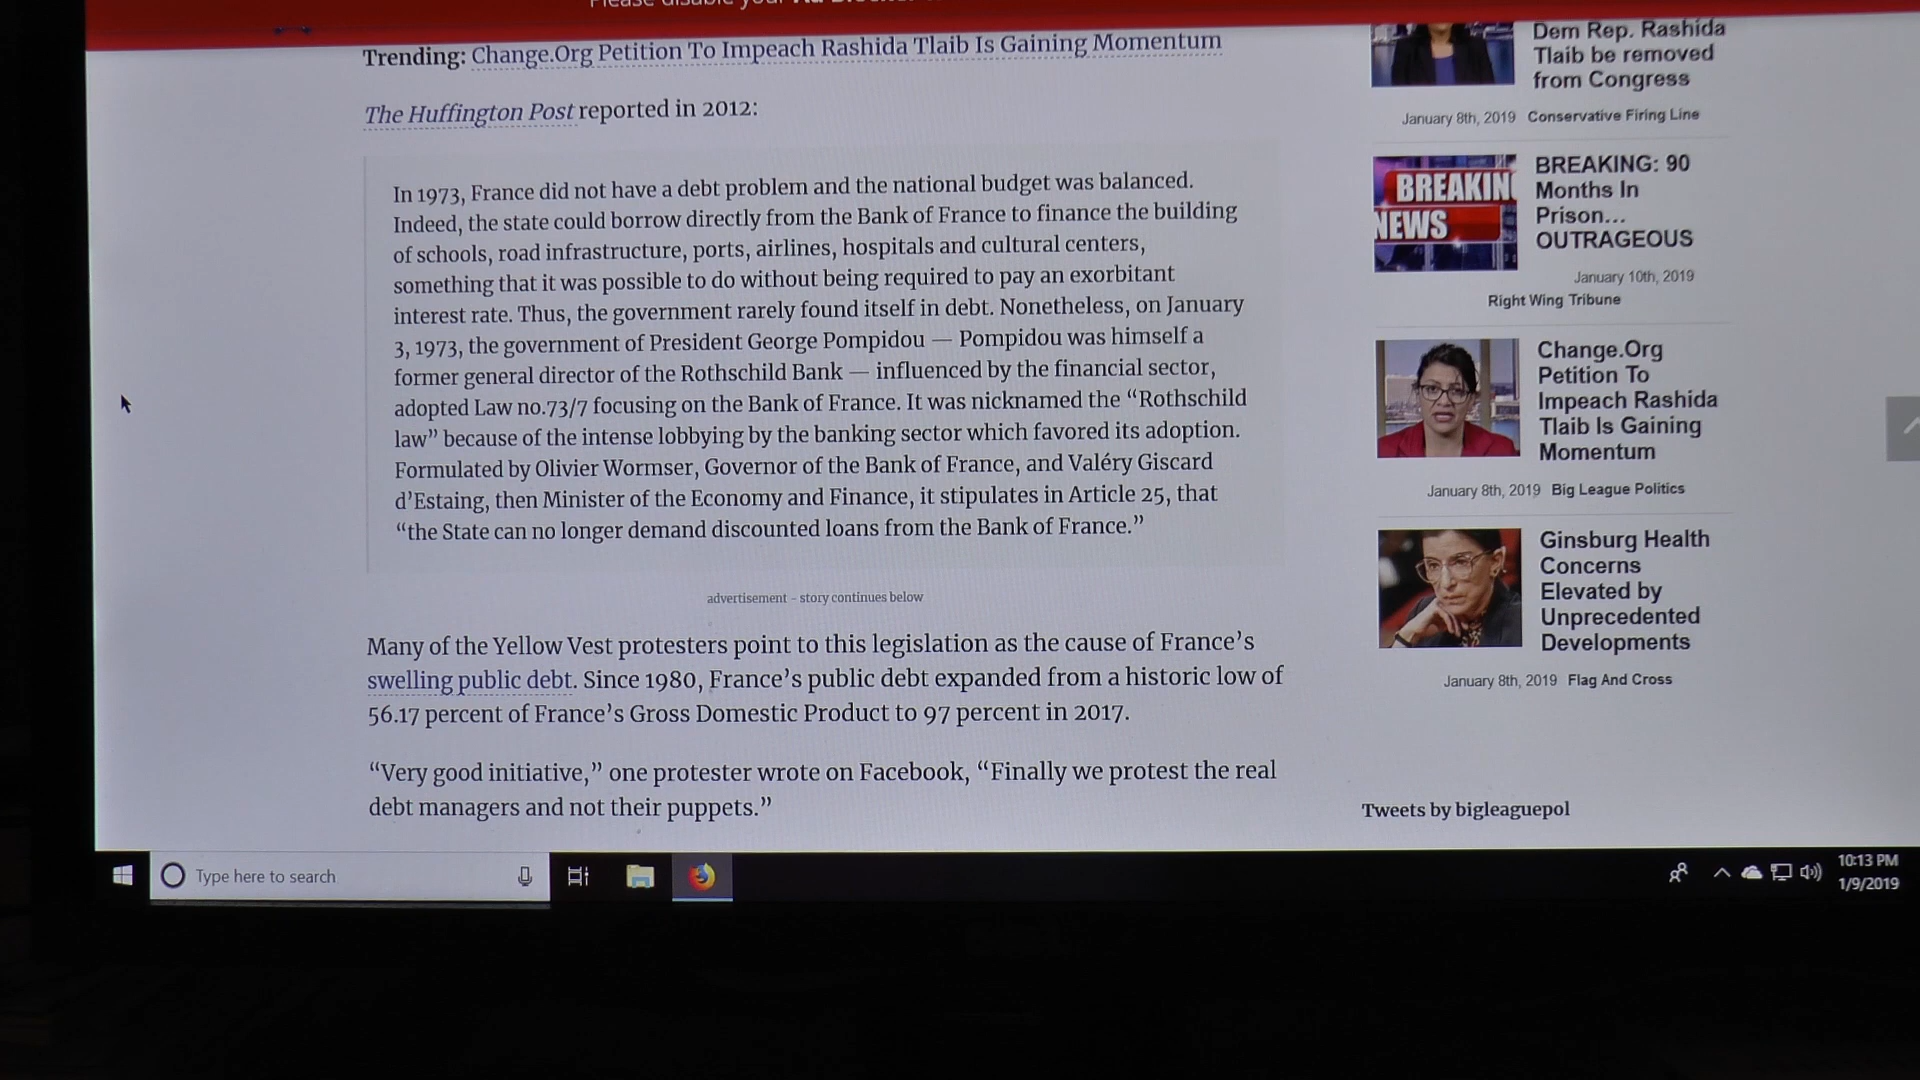 Trending: Change.Org Petition To Impeach Rashida Tlaib Is Gaining Momentum
The Huffington Post reported in 2012:
In 1973, France did not have a debt problem and the national budget was balanced.
Indeed, the state could borrow directly from the Bank of France to finance the building
of schools, road infrastructure, ports, airlines, hospitals and cultural centers,
something that it was possible to do without being required to pay an exorbitant
interest rate. Thus, the government rarely found itself in debt. Nonetheless, on January
3, 1973, the government of President George Pompidou — Pompidou was himself a
former general director of the Rothschild Bank — influenced by the financial sector,
adopted Law no.73/7 focusing on the Bank of France. It was nicknamed the “Rothschild
law” because of the intense lobbying by the banking sector which favored its adoption.
Formulated by Olivier Wormser, Governor of the Bank of France, and Valéry Giscard
d’Estaing, then Minister of the Economy and Finance, it stipulates in Article 25, that
“the State can no longer demand discounted loans from the Bank of France.”
advertisement - story continues below
Many of the Yellow Vest protesters point to this legislation as the cause of France’s
swelling public debt. Since 1980, France’s public debt expanded from a historic low of
56.17 percent of France’s Gross Domestic Product to 97 percent in 2017.
“Very good initiative,” one protester wrote on Facebook, “Finally we protest the real
debt managers and not their puppets.”
Dem Rep. Rashida
Tlaib be removed
from Congress
January 8th, 2019 Conservative Firing Line
BREAKIN
NEWS
BREAKING: 90
Months In
Prison...
OUTRAGEOUS
January 10th, 2019
Right Wing Tribune
Change.Org
Petition To
Impeach Rashida
Tlaib Is Gaining
Momentum
January 8th, 2019 Big League Politics
Ginsburg Health
Concerns
Elevated by
Unprecedented
Developments
January 8th, 2019 Flag And Cross
Tweets by bigleaguepol
Type here to search
10:13 PM
1/9/2019